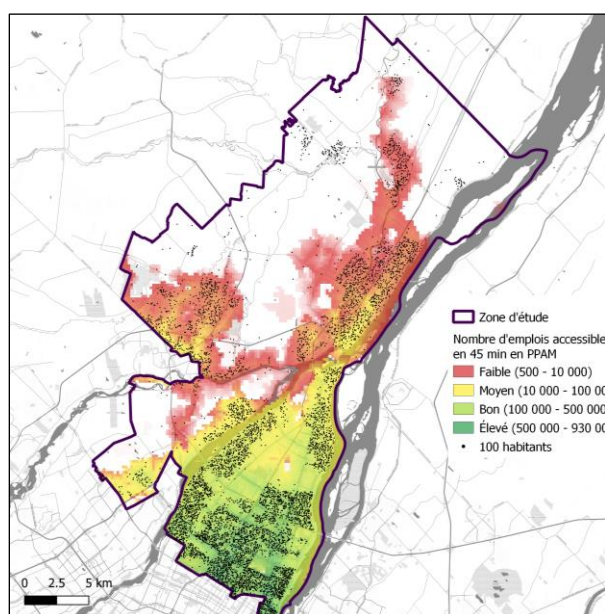 Zone d'étude
Nombre d'emplois accessible
en 45 min en PPAM
Faible (500 - 10 000)
Moyen (10 000 - 100 00
Bon (100 000 - 500 000
Élevé (500 000 - 930 00
100 habitants
0 2.5 5 km